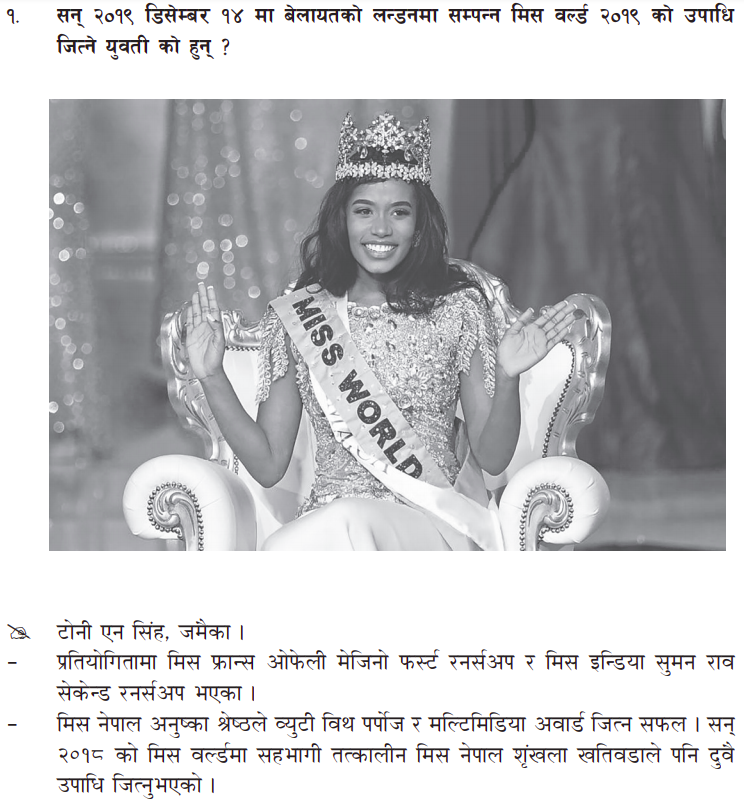 १. सन् २०१९ डिसेम्बर १४ मा बेलायतको लन्डनमा सम्पन्न मिस वर्ल्ड २०१९ को उपाधि
जित्ने युवती को हुन् ?
MISS WORLD
टोनी एन सिंह, जमैका ।
– प्रतियोगितामा मिस फ्रान्स ओफेली मेजिनो फर्स्ट रनर्सअप र मिस इन्डिया सुमन राव
सेकेन्ड रनर्सअप भएका ।
– मिस नेपाल अनुष्का श्रेष्ठले व्युटी विथ पर्पोज र मल्टिमिडिया अवार्ड जित्न सफल । सन्
२०१८ को मिस वर्ल्डमा सहभागी तत्कालीन मिस नेपाल शृंखला खतिवडाले पनि दुवै
उपाधि जित्नुभएको ।